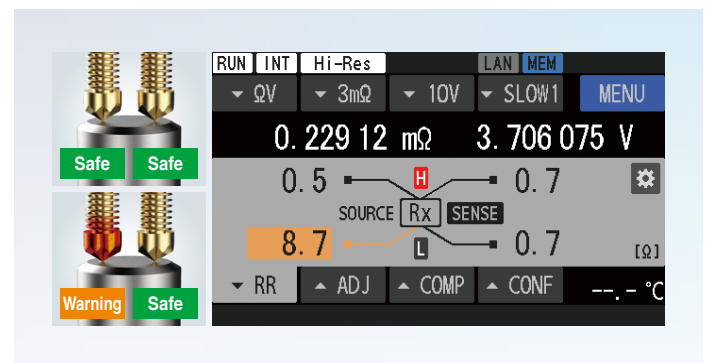 Safe Safe
Warning Safe
RUN INT Hi-Res LAN MEM
ΩV 3mΩ 10V SLOW1 MENU
0.229 12 mΩ 3.706 075 V
0.5 H 0.7
SOURCE Rx SENSE
8.7 L 0.7 [Ω]
RR ADJ COMP CONF --.- °C